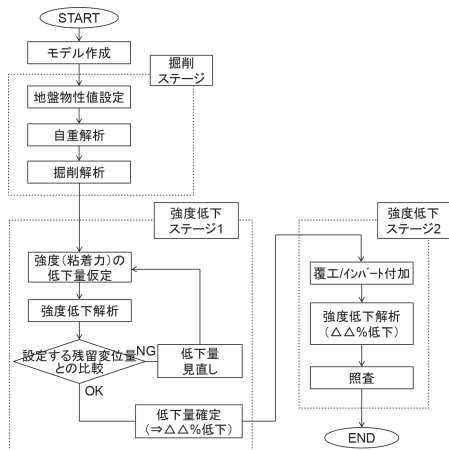 START
モデル作成
掘削
ステージ
地盤物性値設定
自重解析
掘削解析
強度低下
ステージ1
強度(粘着力)の
低下量仮定
強度低下解析
設定する残留変位量
との比較
NG
低下量
見直し
OK
低下量確定
(⇒△△%低下)
強度低下
ステージ2
覆工/インバート付加
強度低下解析
(△△%低下)
照査
END